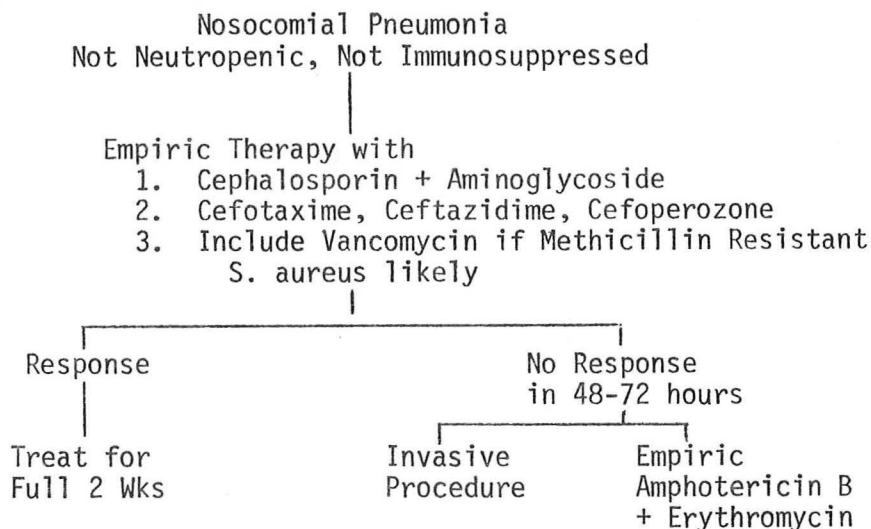 Nosocomial Pneumonia
Not Neutropenic, Not Immunosuppressed
Empiric Therapy with
1. Cephalosporin + Aminoglycoside
2. Cefotaxime, Ceftazidime, Cefoperozone
3. Include Vancomycin if Methicillin Resistant
S. aureus likely
Response
Treat for
Full 2 Wks
No Response
in 48-72 hours
Invasive
Procedure
Empiric
Amphotericin B
+ Erythromycin